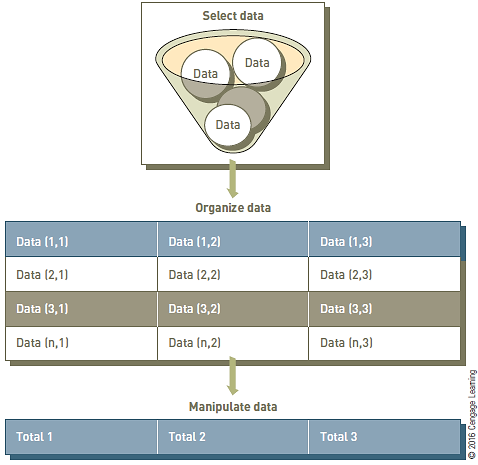 Select data
Data
Data
Data
Organize data
Data (1,1) Data (1,2) Data (1,3)
Data (2,1) Data (2,2) Data (2,3)
Data (3,1) Data (3,2) Data (3,3)
Data (n,1) Data (n,2) Data (n,3)
Manipulate data
Total 1 Total 2 Total 3
© 2016 Cengage Learning